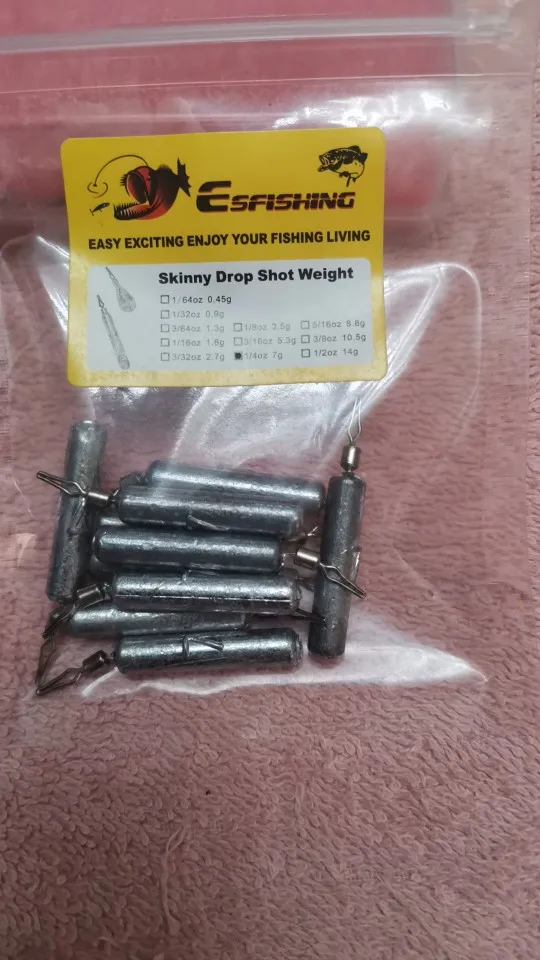 ESFISHING
EASY EXCITING ENJOY YOUR FISHING LIVING
Skinny Drop Shot Weight
1/64oz 0.45g
1/32oz 0.9g
3/64oz 1.3g 1/8oz 3.5g 5/16oz 8.8g
1/16oz 1.6g 3/16oz 5.3g 3/8oz 10.5g
3/32oz 2.7g 1/4oz 7g 1/2oz 14g